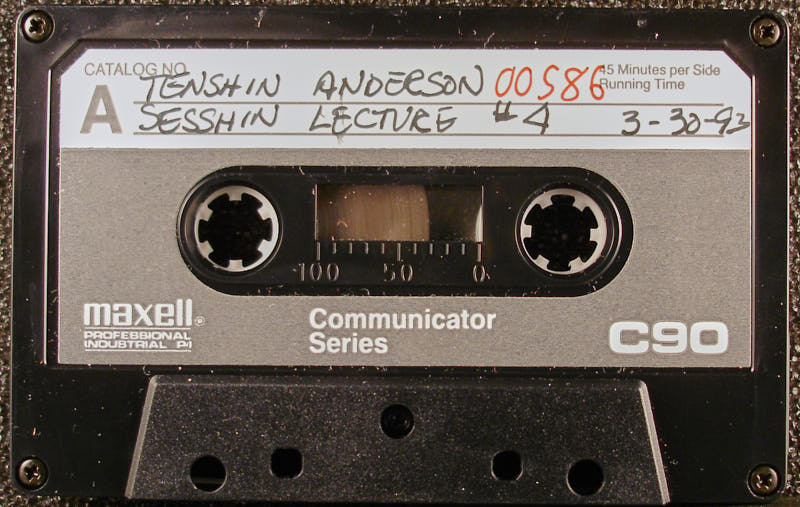 CATALOG NO.
TENSHIN ANDERSON 00586 45 Minutes per Side
Running Time
A SESSHIN LECTURE #4 3-30-93
100 50 0
maxell®
PROFESSIONAL
INDUSTRIAL P/I
Communicator
Series
C90